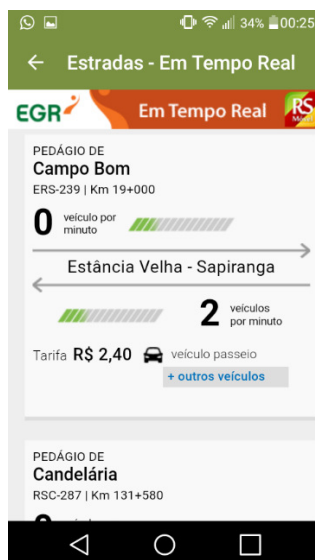 34% 00:25
Estradas - Em Tempo Real
EGR Em Tempo Real RS
PEDÁGIO DE
Campo Bom
ERS-239 | Km 19+000
0 veículo por
minuto
Estância Velha - Sapiranga
2 veículos
por minuto
Tarifa R$ 2,40 veículo passeio
+ outros veículos
PEDÁGIO DE
Candelária
RSC-287 | Km 131+580